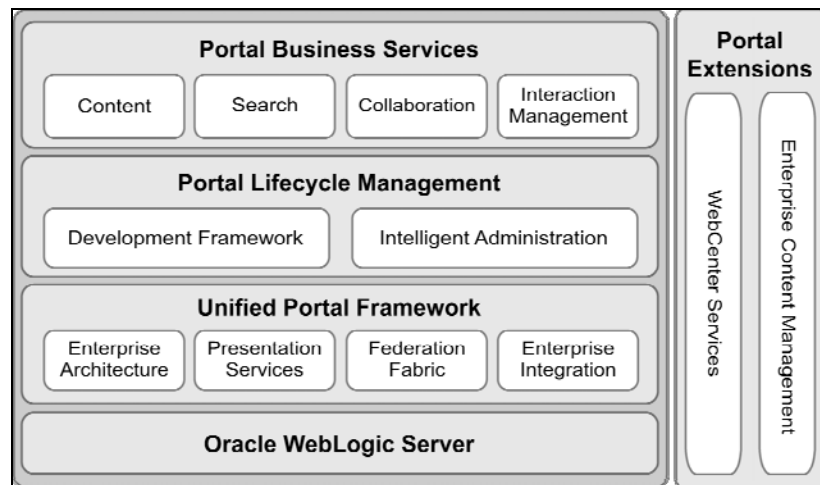 Portal Business Services
Content
Search
Collaboration
Interaction
Management
Portal Lifecycle Management
Development Framework
Intelligent Administration
Unified Portal Framework
Enterprise
Architecture
Presentation
Services
Federation
Fabric
Enterprise
Integration
Oracle WebLogic Server
Portal
Extensions
WebCenter Services
Enterprise Content Management